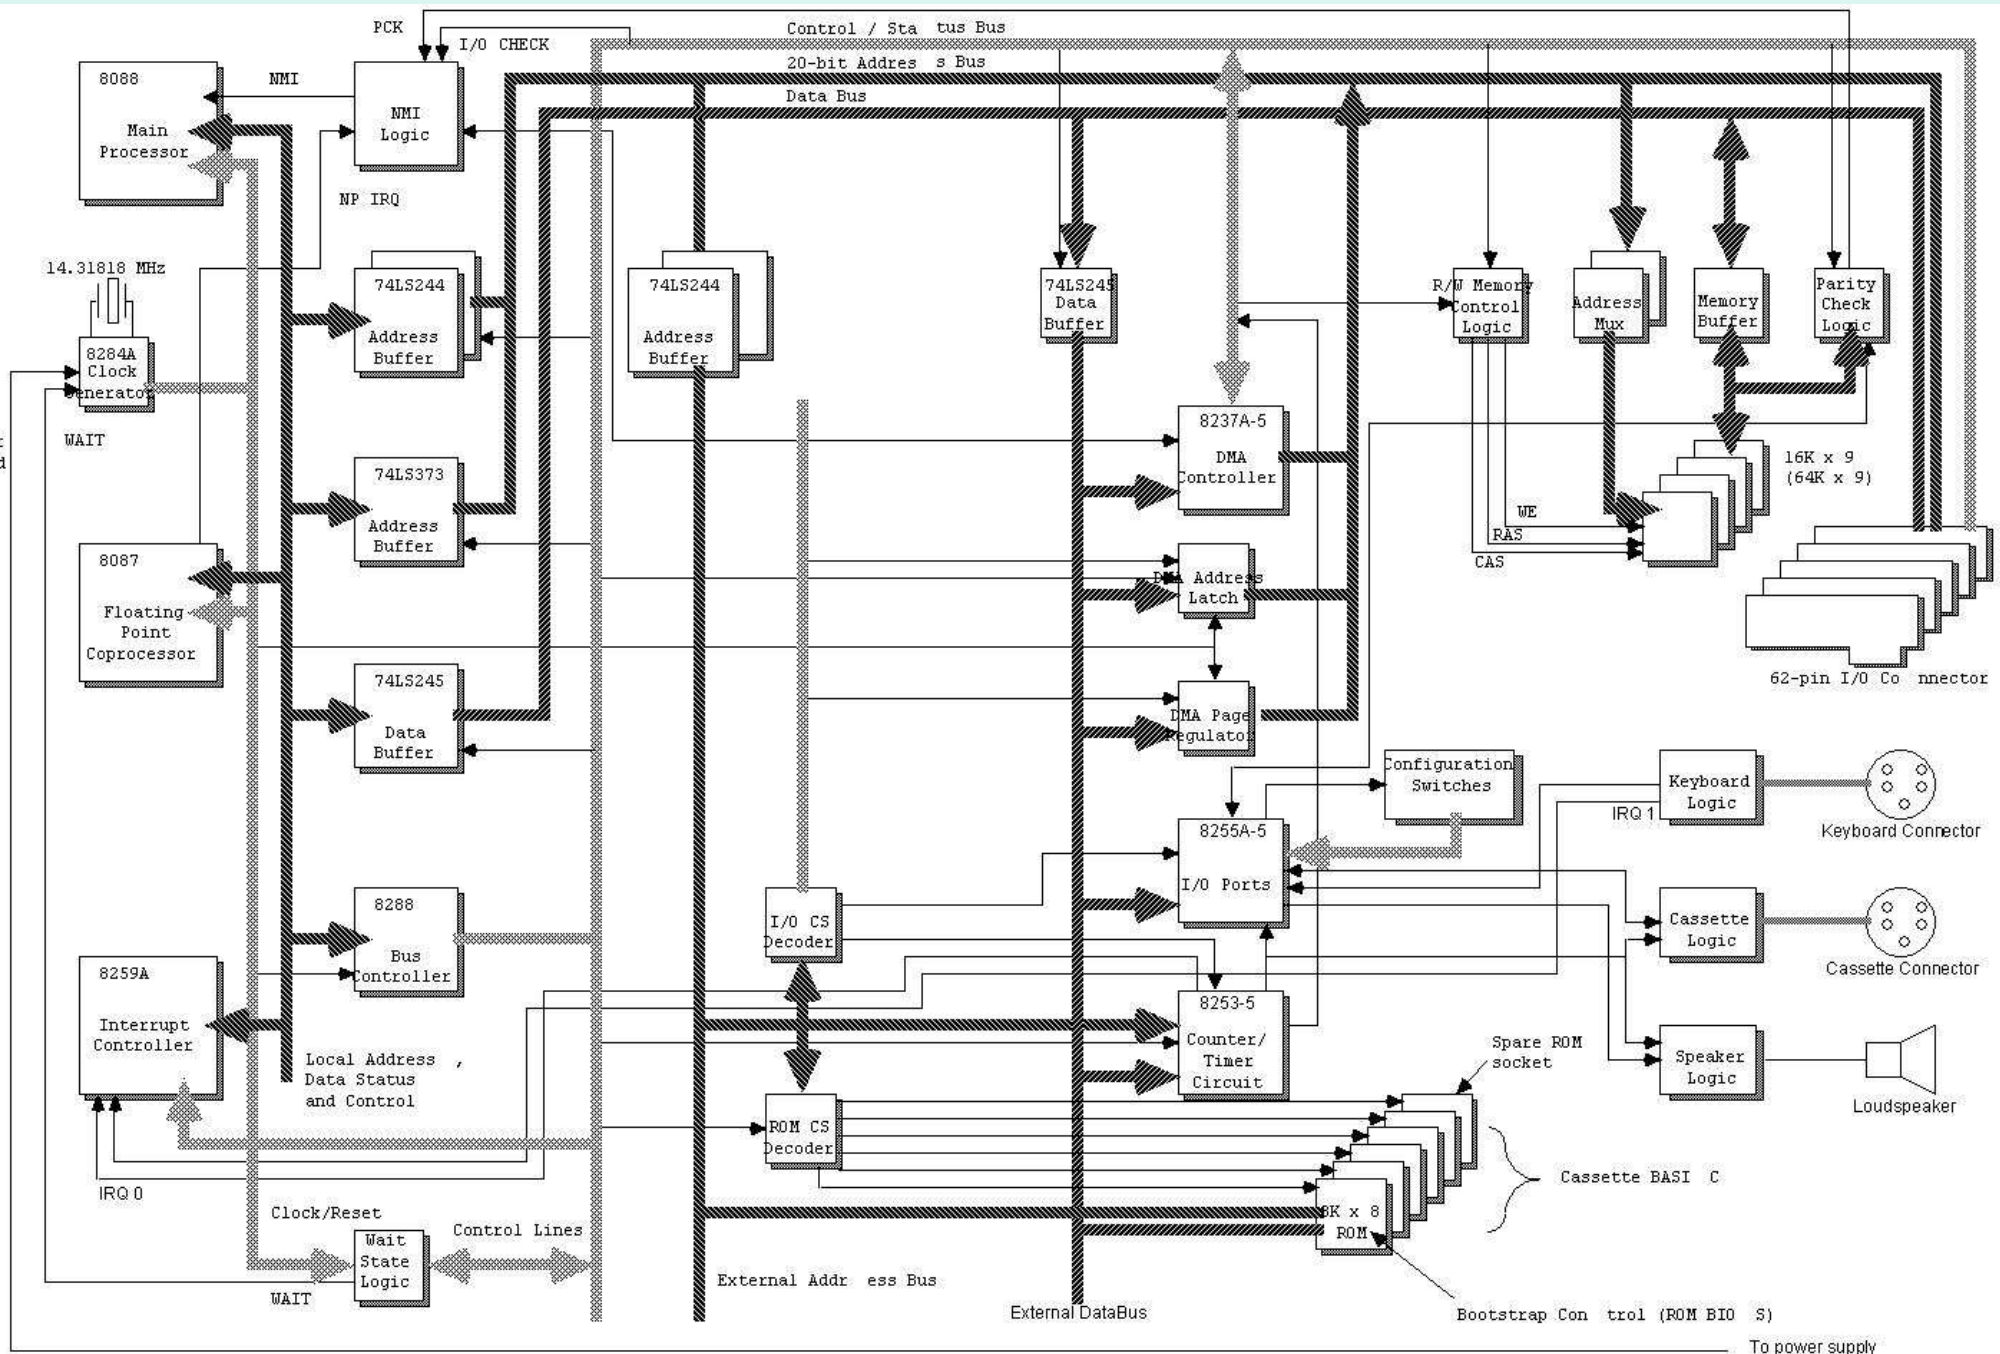 PCK
Control / Sta tus Bus
I/O CHECK
20-bit Addres s Bus
Data Bus
8088
Main
Processor
NMI
NMI
Logic
NP IRQ
14.31818 MHz
8284A
Clock
Generator
WAIT
74LS244
Address
Buffer
74LS244
Address
Buffer
74LS245
Data
Buffer
R/W Memory
Control
Logic
Address
Mux
Memory
Buffer
Parity
Check
Logic
8237A-5
DMA
Controller
16K x 9
(64K x 9)
WE
RAS
CAS
74LS373
Address
Buffer
8087
Floating
Point
Coprocessor
DMA Address
Latch
62-pin I/O Co nnector
74LS245
Data
Buffer
DMA Page
Regulator
Configuration
Switches
Keyboard
Logic
IRQ 1
Keyboard Connector
8255A-5
I/O Ports
8288
Bus
Controller
I/O CS
Decoder
Cassette
Logic
Cassette Connector
8259A
Interrupt
Controller
8253-5
Counter/
Timer
Circuit
Local Address ,
Data Status
and Control
Spare ROM
socket
Speaker
Logic
Loudspeaker
ROM CS
Decoder
IRQ 0
Cassette BASI C
8K x 8
ROM
Clock/Reset
Wait
State
Logic
Control Lines
WAIT
External Addr ess Bus
External DataBus
Bootstrap Con trol (ROM BIO S)
To power supply